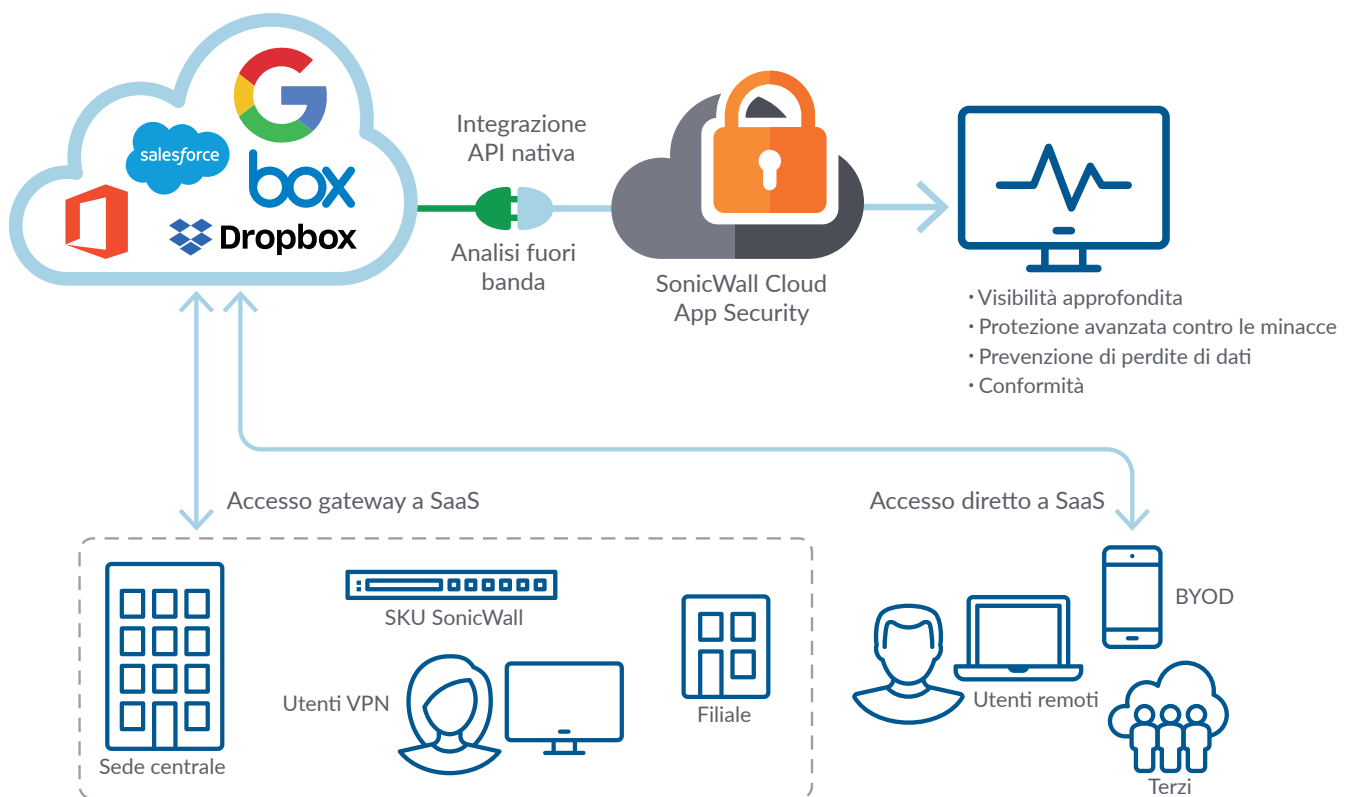 salesforce
box
Dropbox
Integrazione
API nativa
Analisi fuori
banda
SonicWall Cloud
App Security
· Visibilità approfondita
· Protezione avanzata contro le minacce
· Prevenzione di perdite di dati
· Conformità
Accesso gateway a SaaS
Accesso diretto a SaaS
SKU SonicWall
Utenti VPN
Filiale
Sede centrale
BYOD
Utenti remoti
Terzi